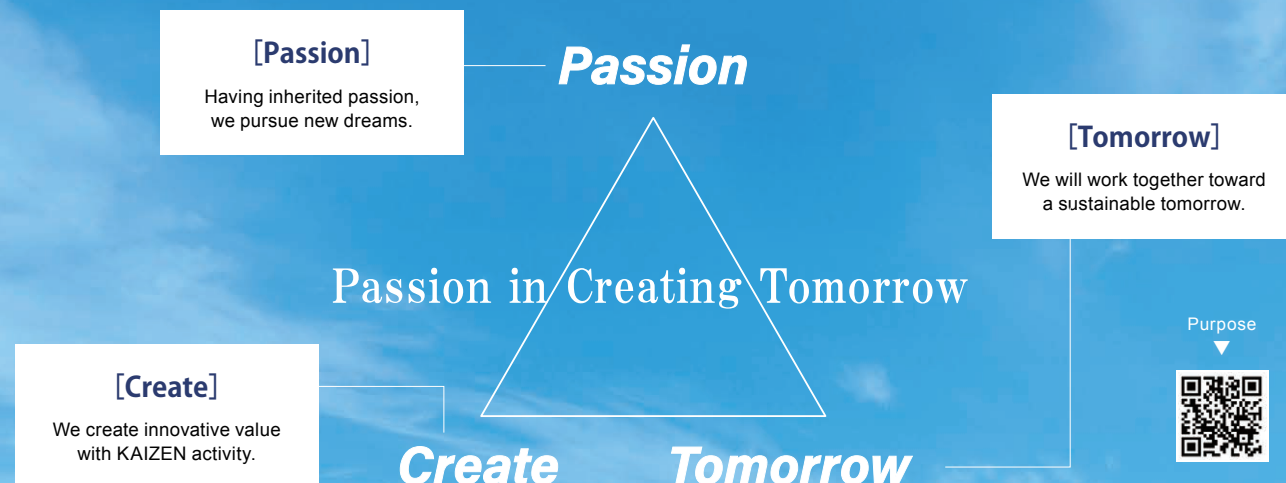 [Passion]
Having inherited passion,
we pursue new dreams.
Passion
[Tomorrow]
We will work together toward
a sustainable tomorrow.
Passion in Creating Tomorrow
Purpose
[Create]
We create innovative value
with KAIZEN activity.
Create
Tomorrow